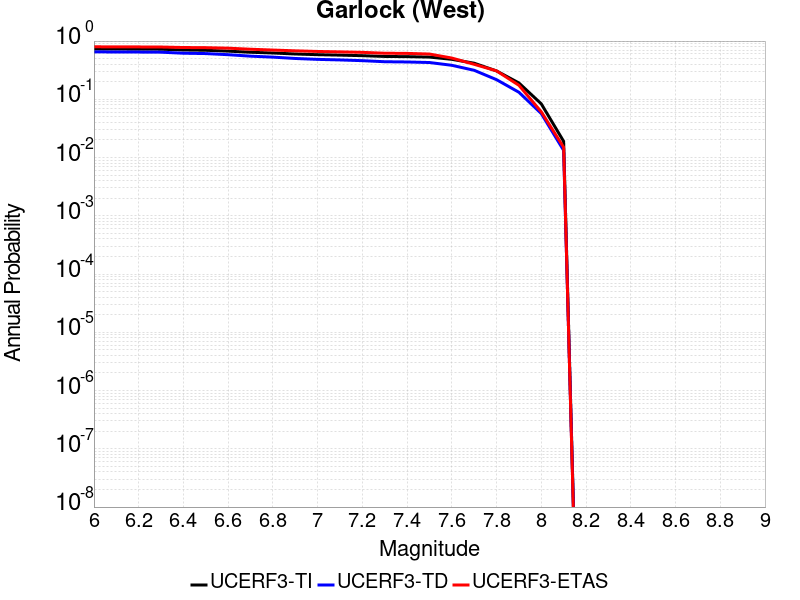 Garlock (West)
10^0
10^-1
10^-2
10^-3
10^-4
10^-5
10^-6
10^-7
10^-8
Annual Probability
6 6.2 6.4 6.6 6.8 7 7.2 7.4 7.6 7.8 8 8.2 8.4 8.6 8.8 9
Magnitude
UCERF3-TI UCERF3-TD UCERF3-ETAS